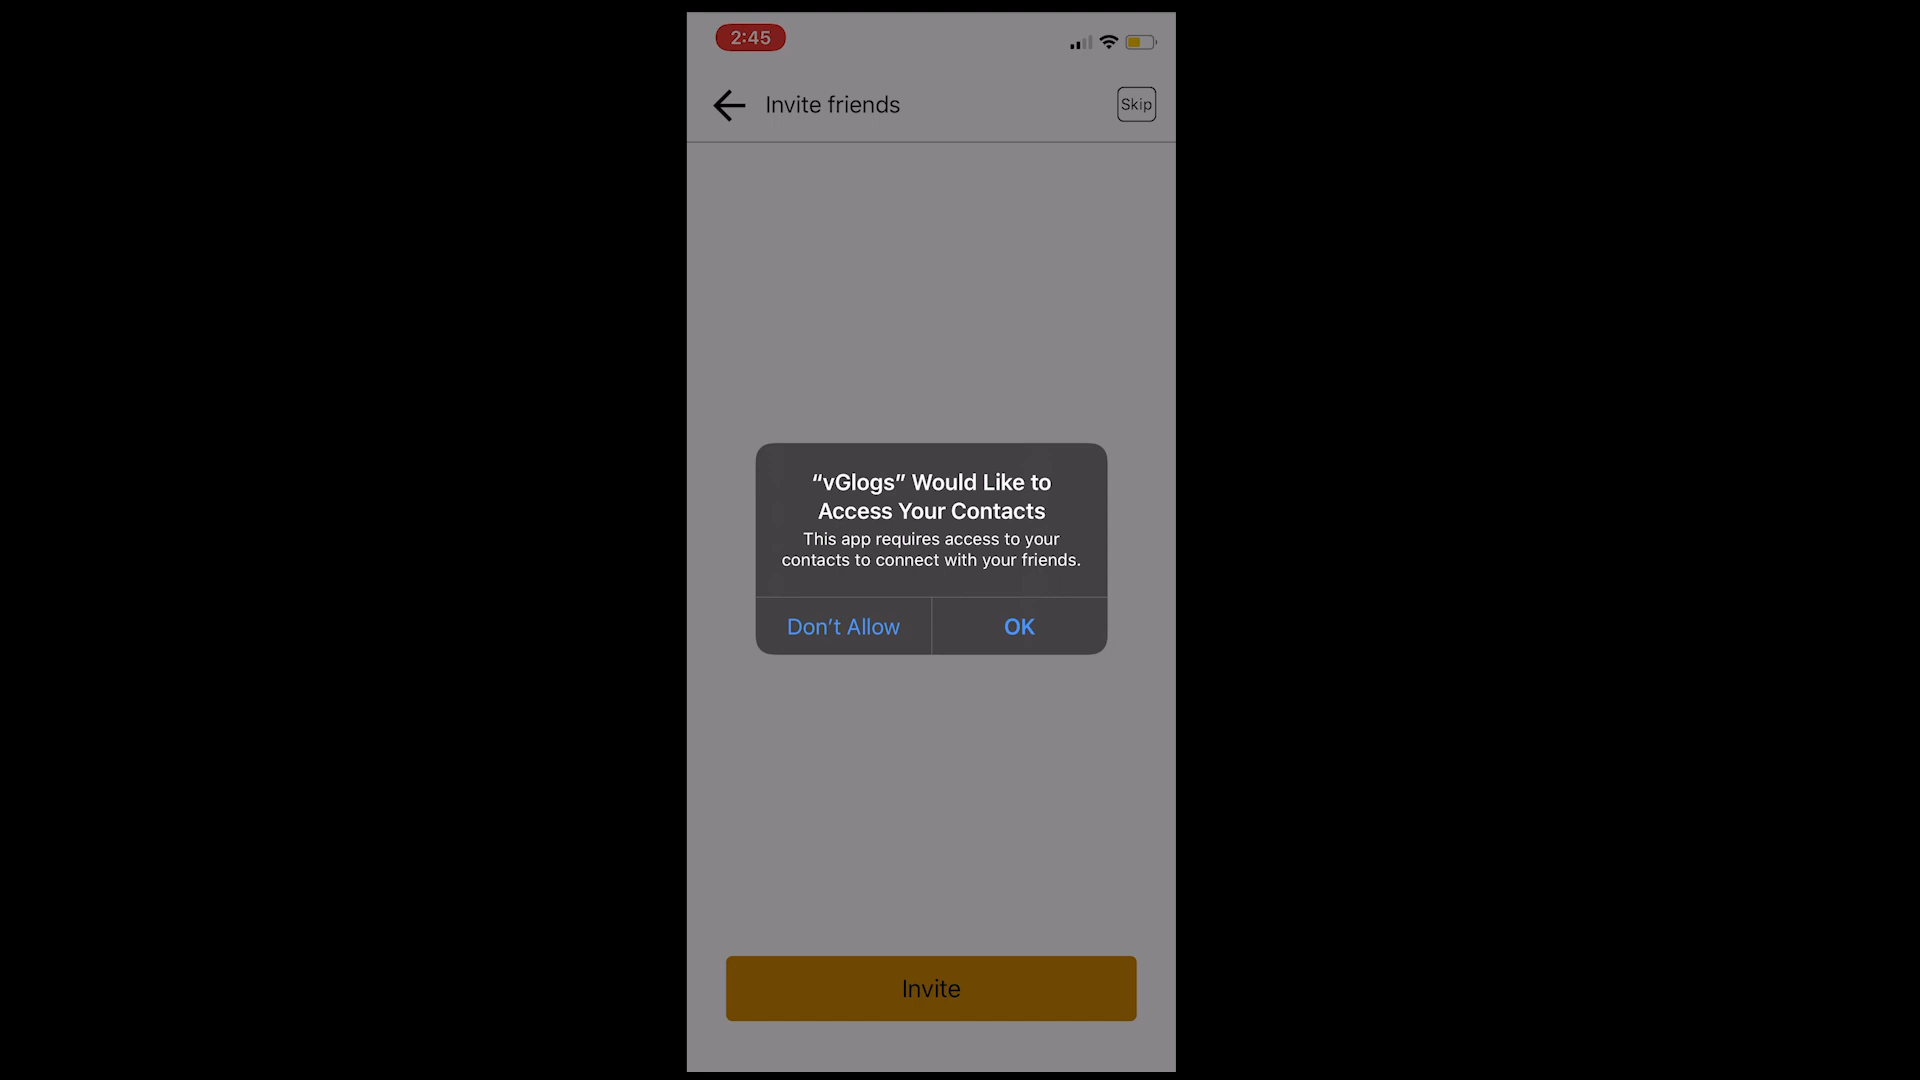 2:45
Invite friends
Skip
“vGlogs” Would Like to
Access Your Contacts
This app requires access to your
contacts to connect with your friends.
Don’t Allow
OK
Invite